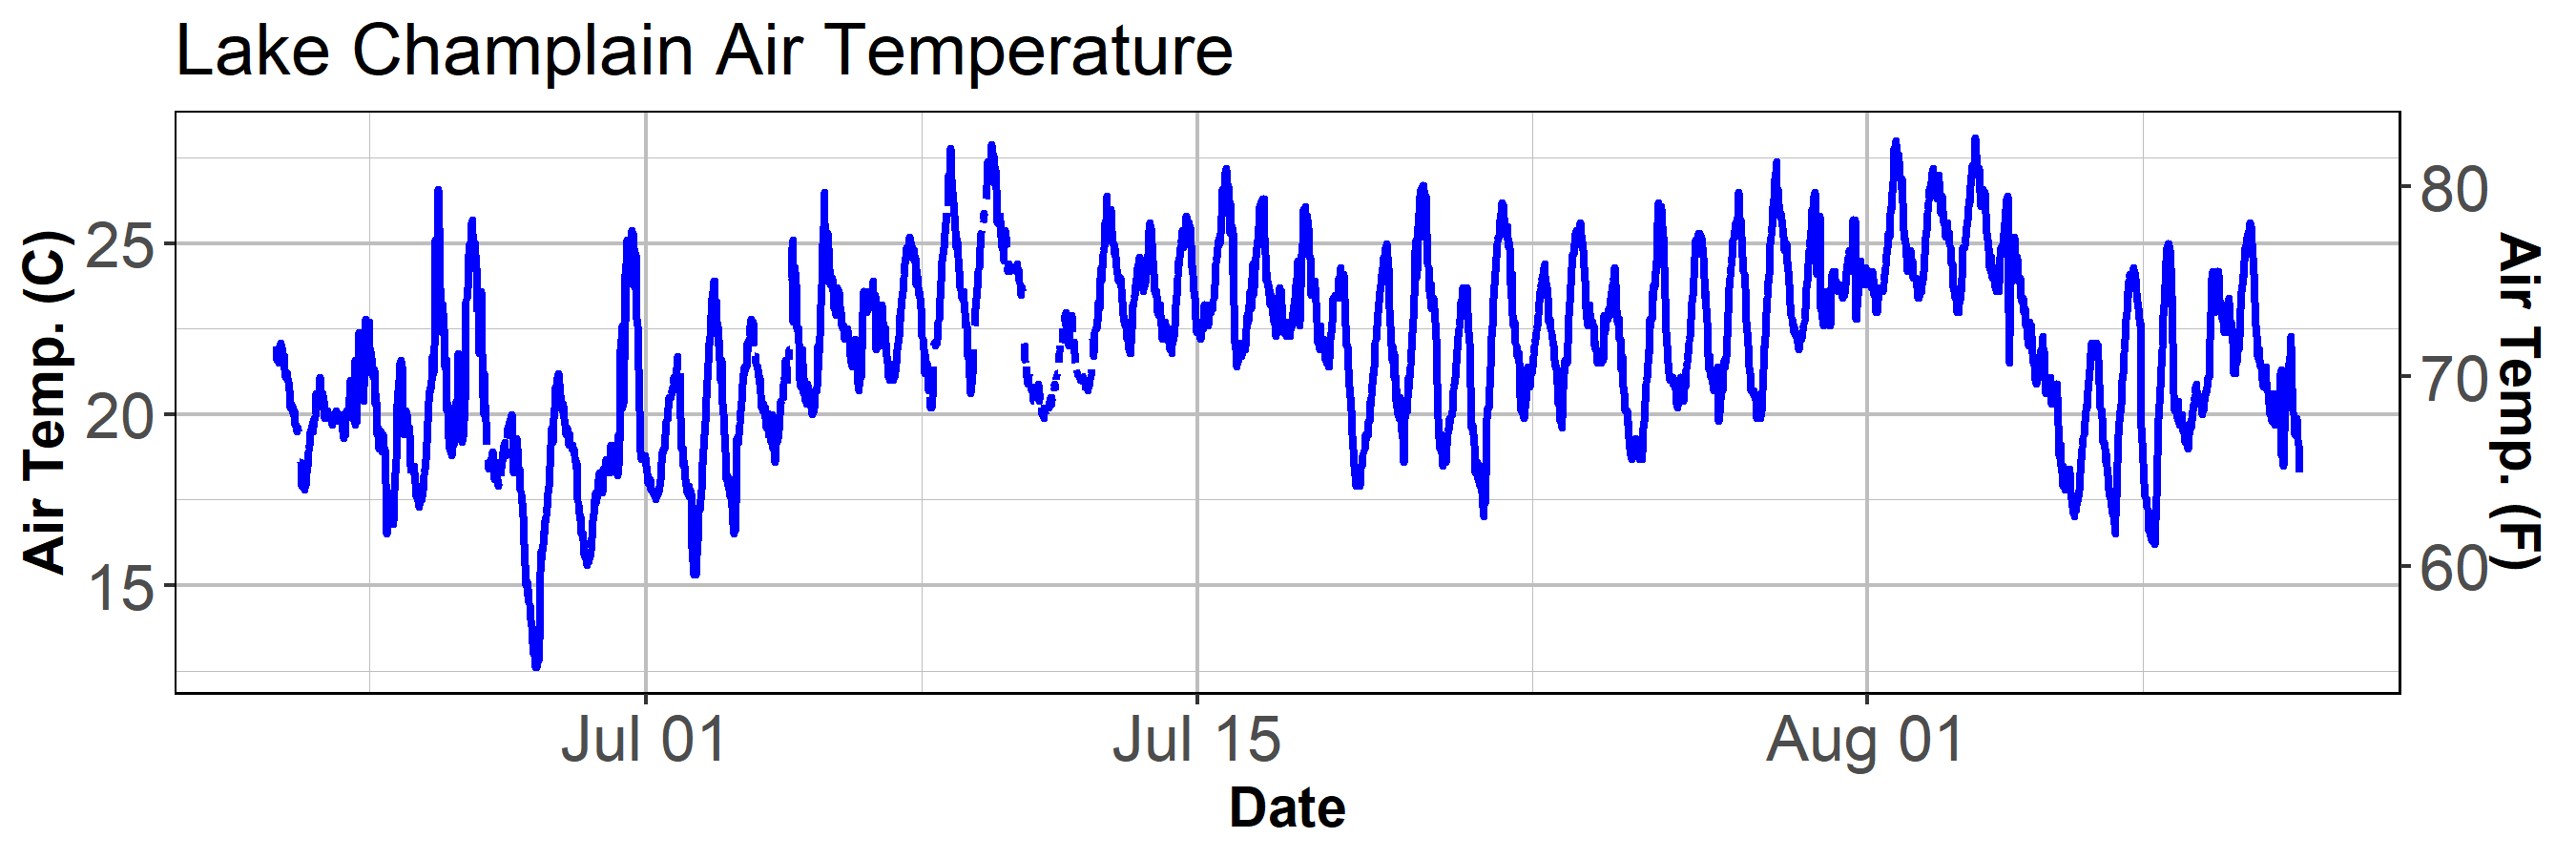 Lake Champlain Air Temperature
Air Temp. (C)
25
20
15
80
70
60
Air Temp. (F)
Jul 01
Jul 15
Aug 01
Date